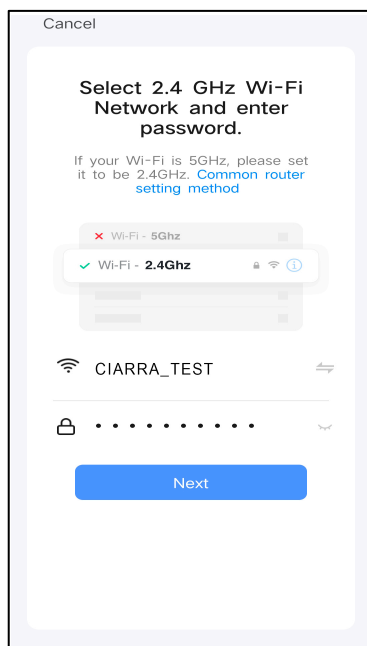 Cancel
Select 2.4 GHz Wi-Fi
Network and enter
password.
If your Wi-Fi is 5GHz, please set
it to be 2.4GHz. Common router
setting method
Wi-Fi - 5Ghz
Wi-Fi - 2.4Ghz
CIARRA_TEST
• • • • • • • • • •
Next